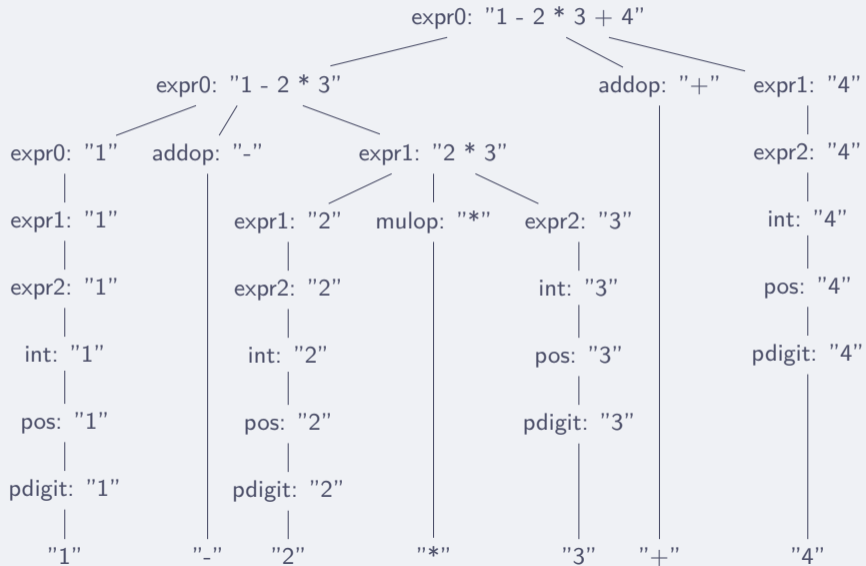 expr0: "1 - 2 * 3 + 4"
expr0: "1 - 2 * 3" addop: "+" expr1: "4"
expr0: "1" addop: "-" expr1: "2 * 3" expr2: "4"
expr1: "1" expr1: "2" mulop: "*" expr2: "3" int: "4"
expr2: "1" expr2: "2" int: "3" pos: "4"
int: "1" int: "2" pos: "3" pdigit: "4"
pos: "1" pos: "2" pdigit: "3"
pdigit: "1" pdigit: "2"
"1" "-" "2" "*" "3" "+" "4"